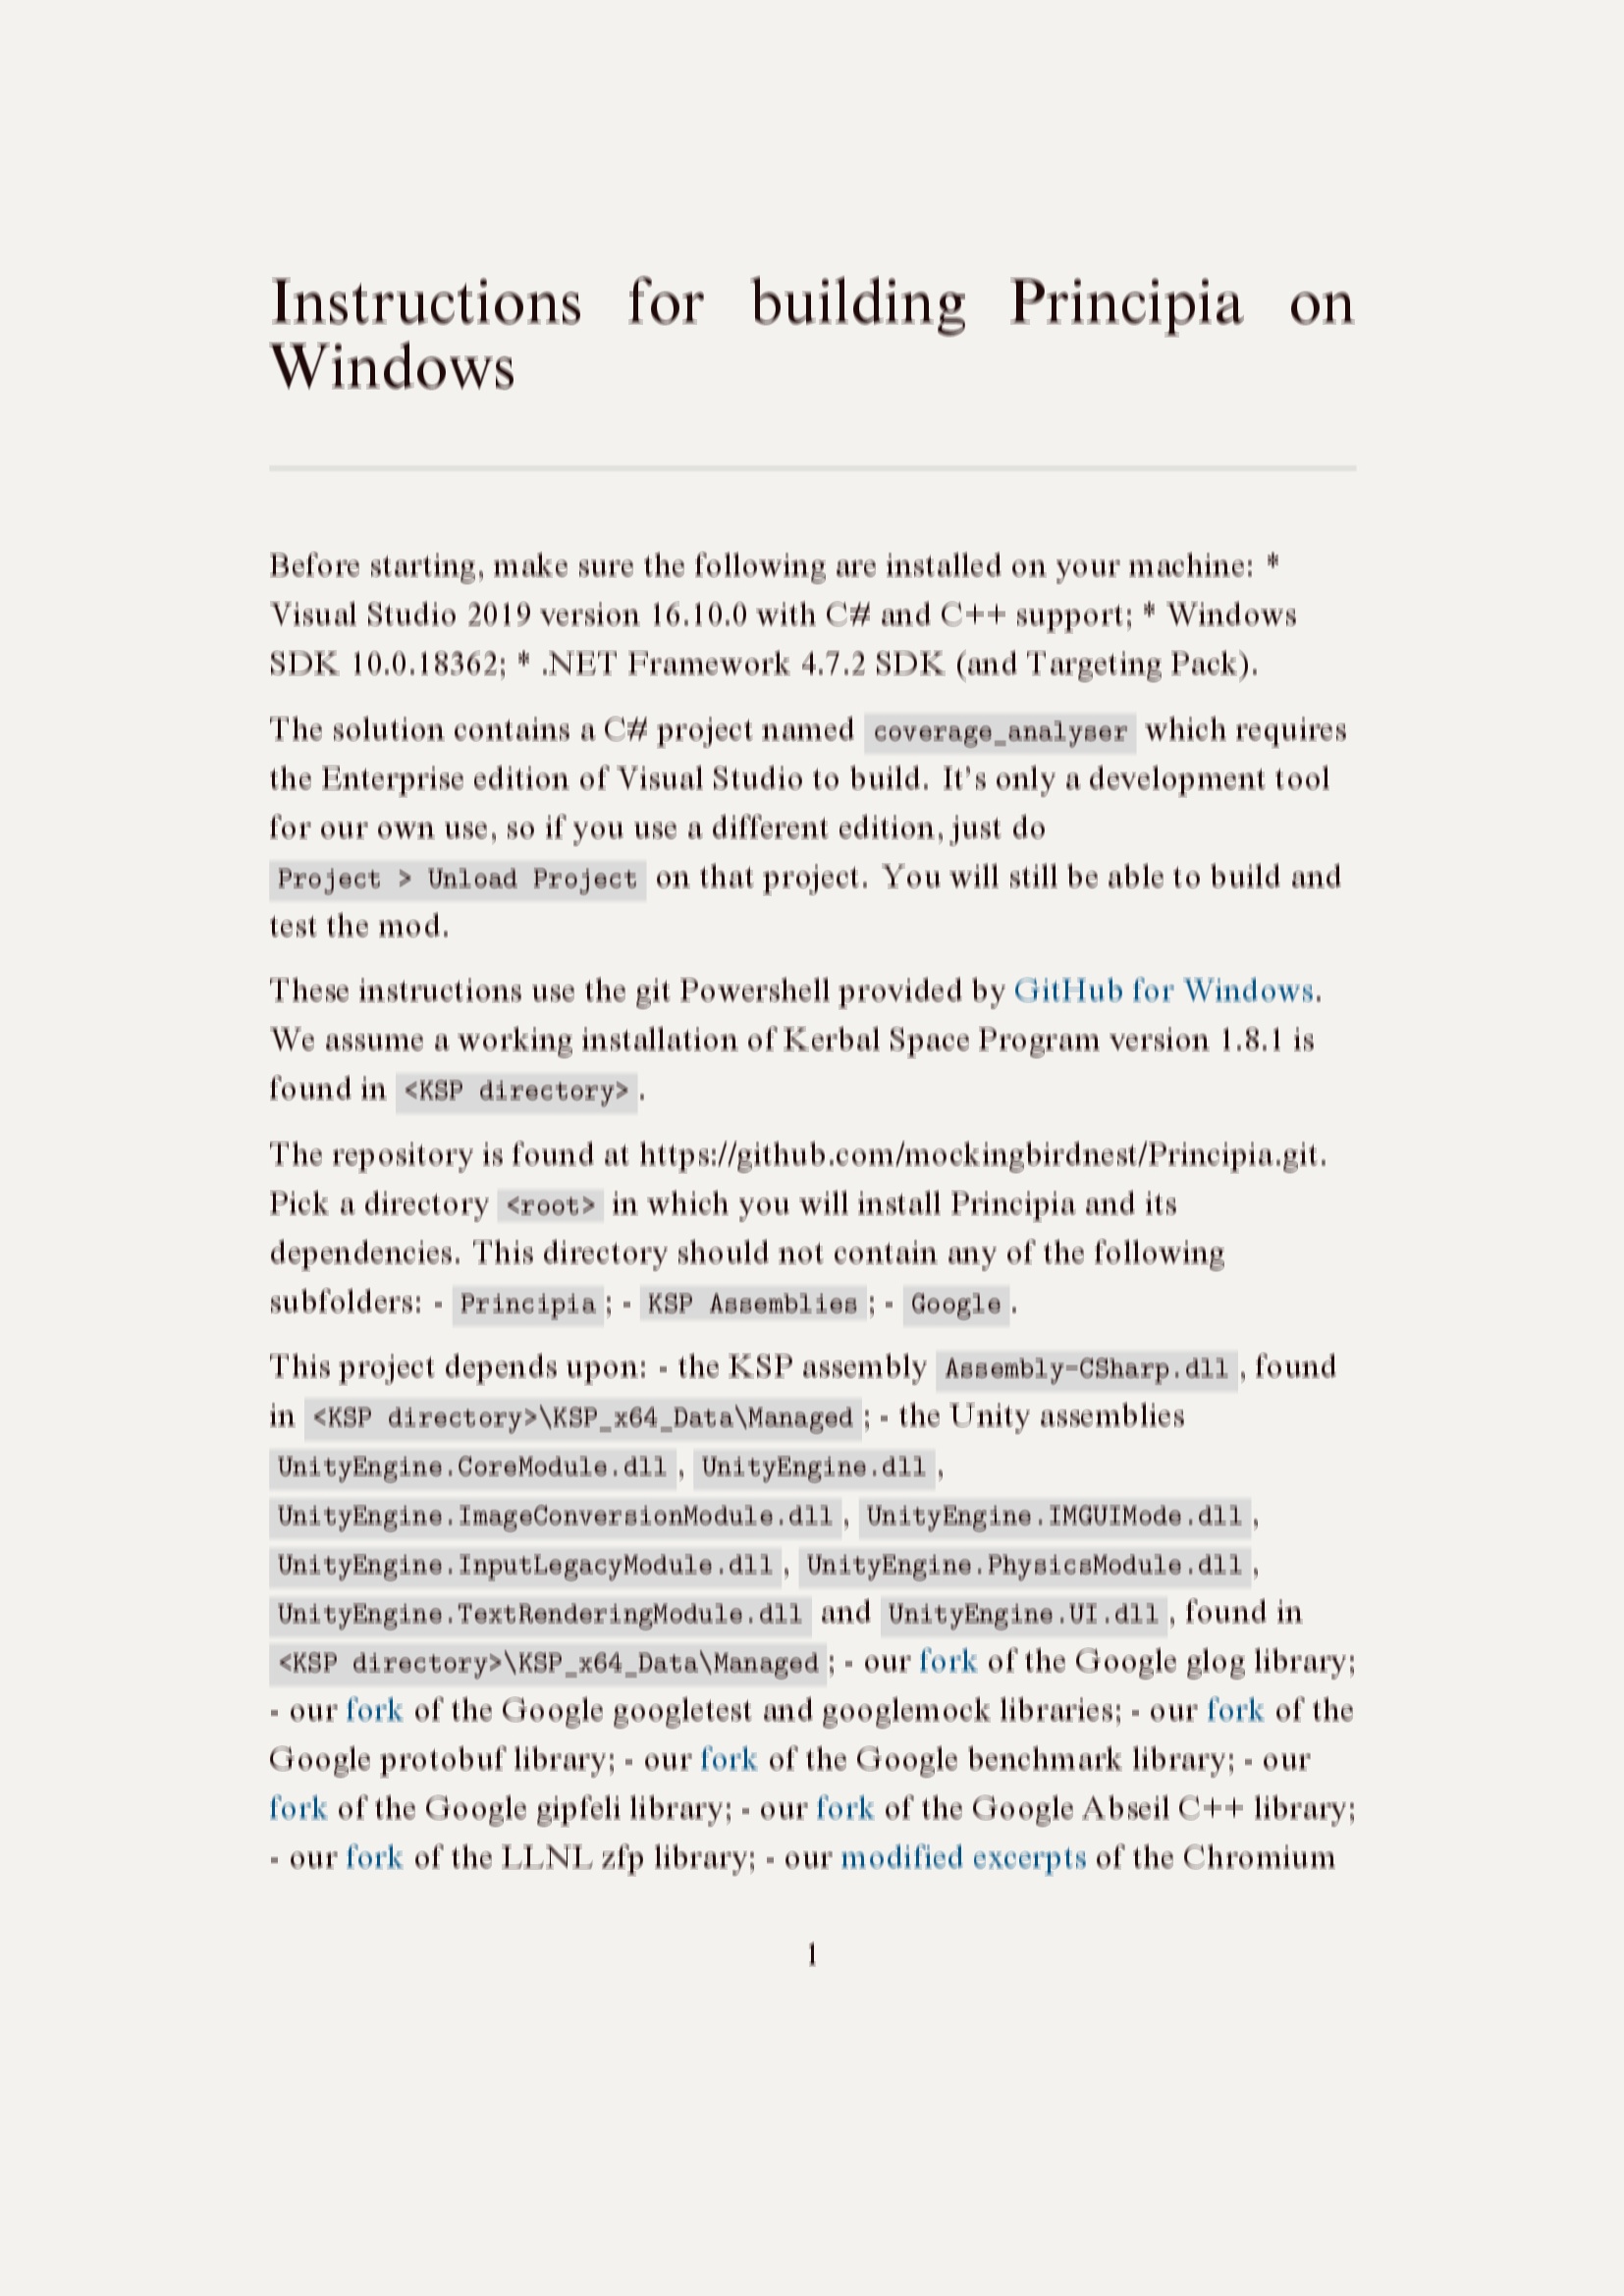 Instructions for building Principia on
Windows
Before starting, make sure the following are installed on your machine: *
Visual Studio 2019 version 16.10.0 with C# and C++ support; * Windows
SDK 10.0.18362; * .NET Framework 4.7.2 SDK (and Targeting Pack).
The solution contains a C# project named coverage_analyser which requires
the Enterprise edition of Visual Studio to build. It's only a development tool
for our own use, so if you use a different edition, just do
Project > Unload Project on that project. You will still be able to build and
test the mod.
These instructions use the git Powershell provided by GitHub for Windows.
We assume a working installation of Kerbal Space Program version 1.8.1 is
found in <KSP directory>.
The repository is found at https://github.com/mockingbirdnest/Principia.git.
Pick a directory <root> in which you will install Principia and its
dependencies. This directory should not contain any of the following
subfolders: - Principia; - KSP Assemblies; - Google.
This project depends upon: - the KSP assembly Assembly-CSharp.dll, found
in <KSP directory>\KSP_x64_Data\Managed; - the Unity assemblies
UnityEngine.CoreModule.dll, UnityEngine.dll,
UnityEngine.ImageConversionModule.dll, UnityEngine.IMGUIMode.dll,
UnityEngine.InputLegacyModule.dll, UnityEngine.PhysicsModule.dll,
UnityEngine.TextRenderingModule.dll and UnityEngine.UI.dll, found in
<KSP directory>\KSP_x64_Data\Managed; - our fork of the Google glog library;
- our fork of the Google googletest and googlemock libraries; - our fork of the
Google protobuf library; - our fork of the Google benchmark library; - our
fork of the Google gipfeli library; - our fork of the Google Abseil C++ library;
- our fork of the LLNL zfp library; - our modified excerpts of the Chromium
1